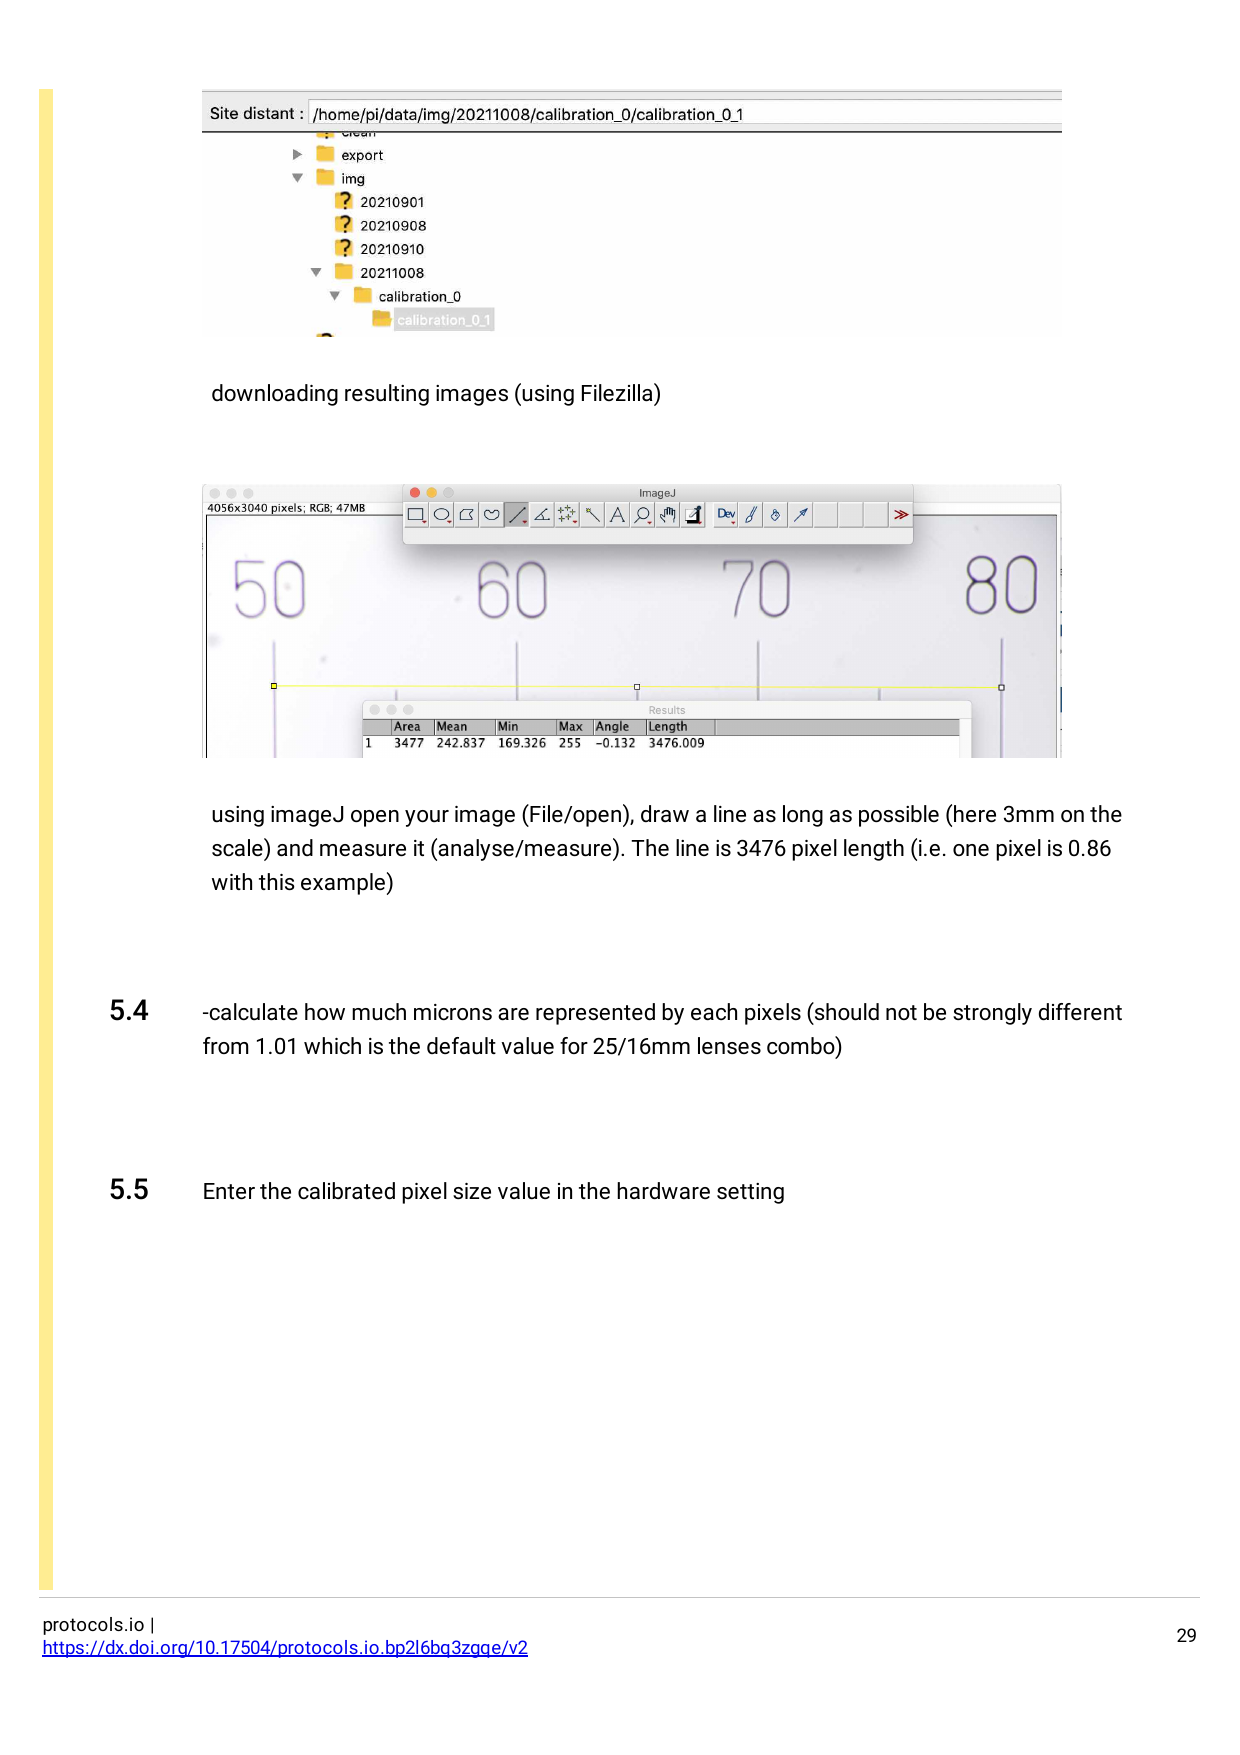 Site distant : /home/pi/data/img/20211008/calibration_0/calibration_0_1
clean
export
img
20210901
20210908
20210910
20211008
calibration_0
calibration_0_1
downloading resulting images (using Filezilla)
ImageJ
4056x3040 pixels; RGB; 47MB
A Dev ≫
50 60 70 80
Results
Area Mean Min Max Angle Length
1 3477 242.837 169.326 255 −0.132 3476.009
using imageJ open your image (File/open), draw a line as long as possible (here 3mm on the
scale) and measure it (analyse/measure). The line is 3476 pixel length (i.e. one pixel is 0.86
with this example)
5.4 -calculate how much microns are represented by each pixels (should not be strongly different
from 1.01 which is the default value for 25/16mm lenses combo)
5.5 Enter the calibrated pixel size value in the hardware setting
protocols.io |
https://dx.doi.org/10.17504/protocols.io.bp2l6bq3zgqe/v2
29